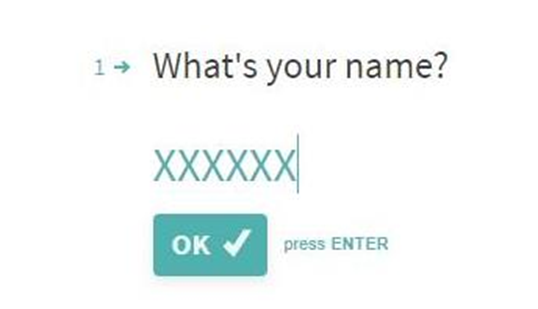 1 → What's your name?
XXXXXX
OK ✓ press ENTER